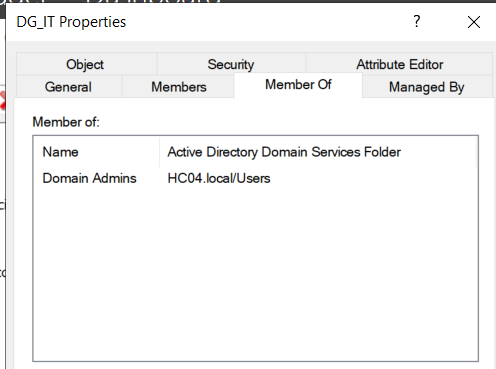 DG_IT Properties
?
Object Security Attribute Editor
General Members Member Of Managed By
Member of:
Name Active Directory Domain Services Folder
Domain Admins HC04.local/Users